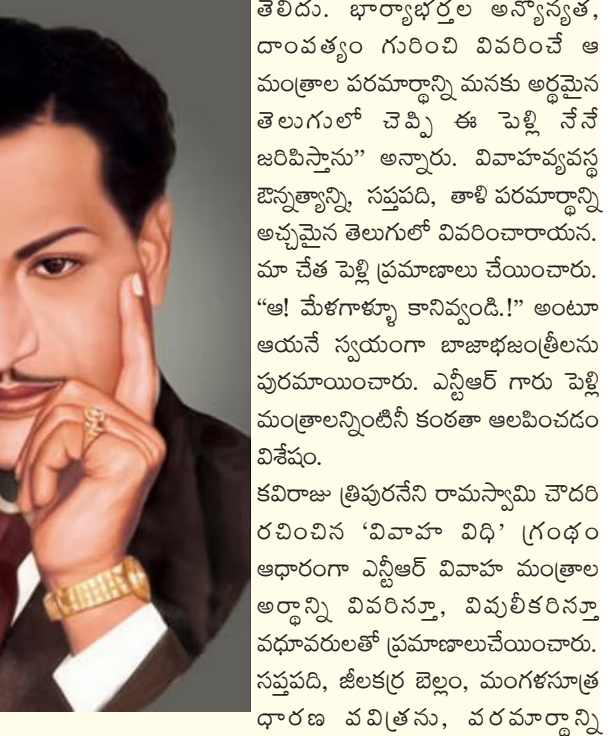 తెలిదు. భార్యాభర్తల అన్యోన్యత,
దాంపత్యం గురించి వివరించే ఆ
మంత్రాల పరమార్థాన్ని మనకు అర్థమైన
తెలుగులో చెప్పి ఈ పెళ్లి నేనే
జరిపిస్తాను” అన్నారు. వివాహవ్యవస్థ
ఔన్నత్యాన్ని, సప్తపది, తాళి పరమార్థాన్ని
అచ్చమైన తెలుగులో వివరించారాయన.
మా చేత పెళ్లి ప్రమాణాలు చేయించారు.
“ఆ! మేళగాళ్ళూ కానివ్వండి.!” అంటూ
ఆయనే స్వయంగా బాజాభజంత్రీలను
పురమాయించారు. ఎన్టీఆర్ గారు పెళ్లి
మంత్రాలన్నింటినీ కంఠతా ఆలపించడం
విశేషం.
కవిరాజు త్రిపురనేని రామస్వామి చౌదరి
రచించిన ‘వివాహ విధి’ గ్రంథం
ఆధారంగా ఎన్టీఆర్ వివాహ మంత్రాల
అర్థాన్ని వివరిస్తూ, విపులీకరిస్తూ
వధూవరులతో ప్రమాణాలుచేయించారు.
సప్తపది, జీలకర్ర బెల్లం, మంగళసూత్ర
ధారణ పవిత్రను, పరమార్థాన్ని